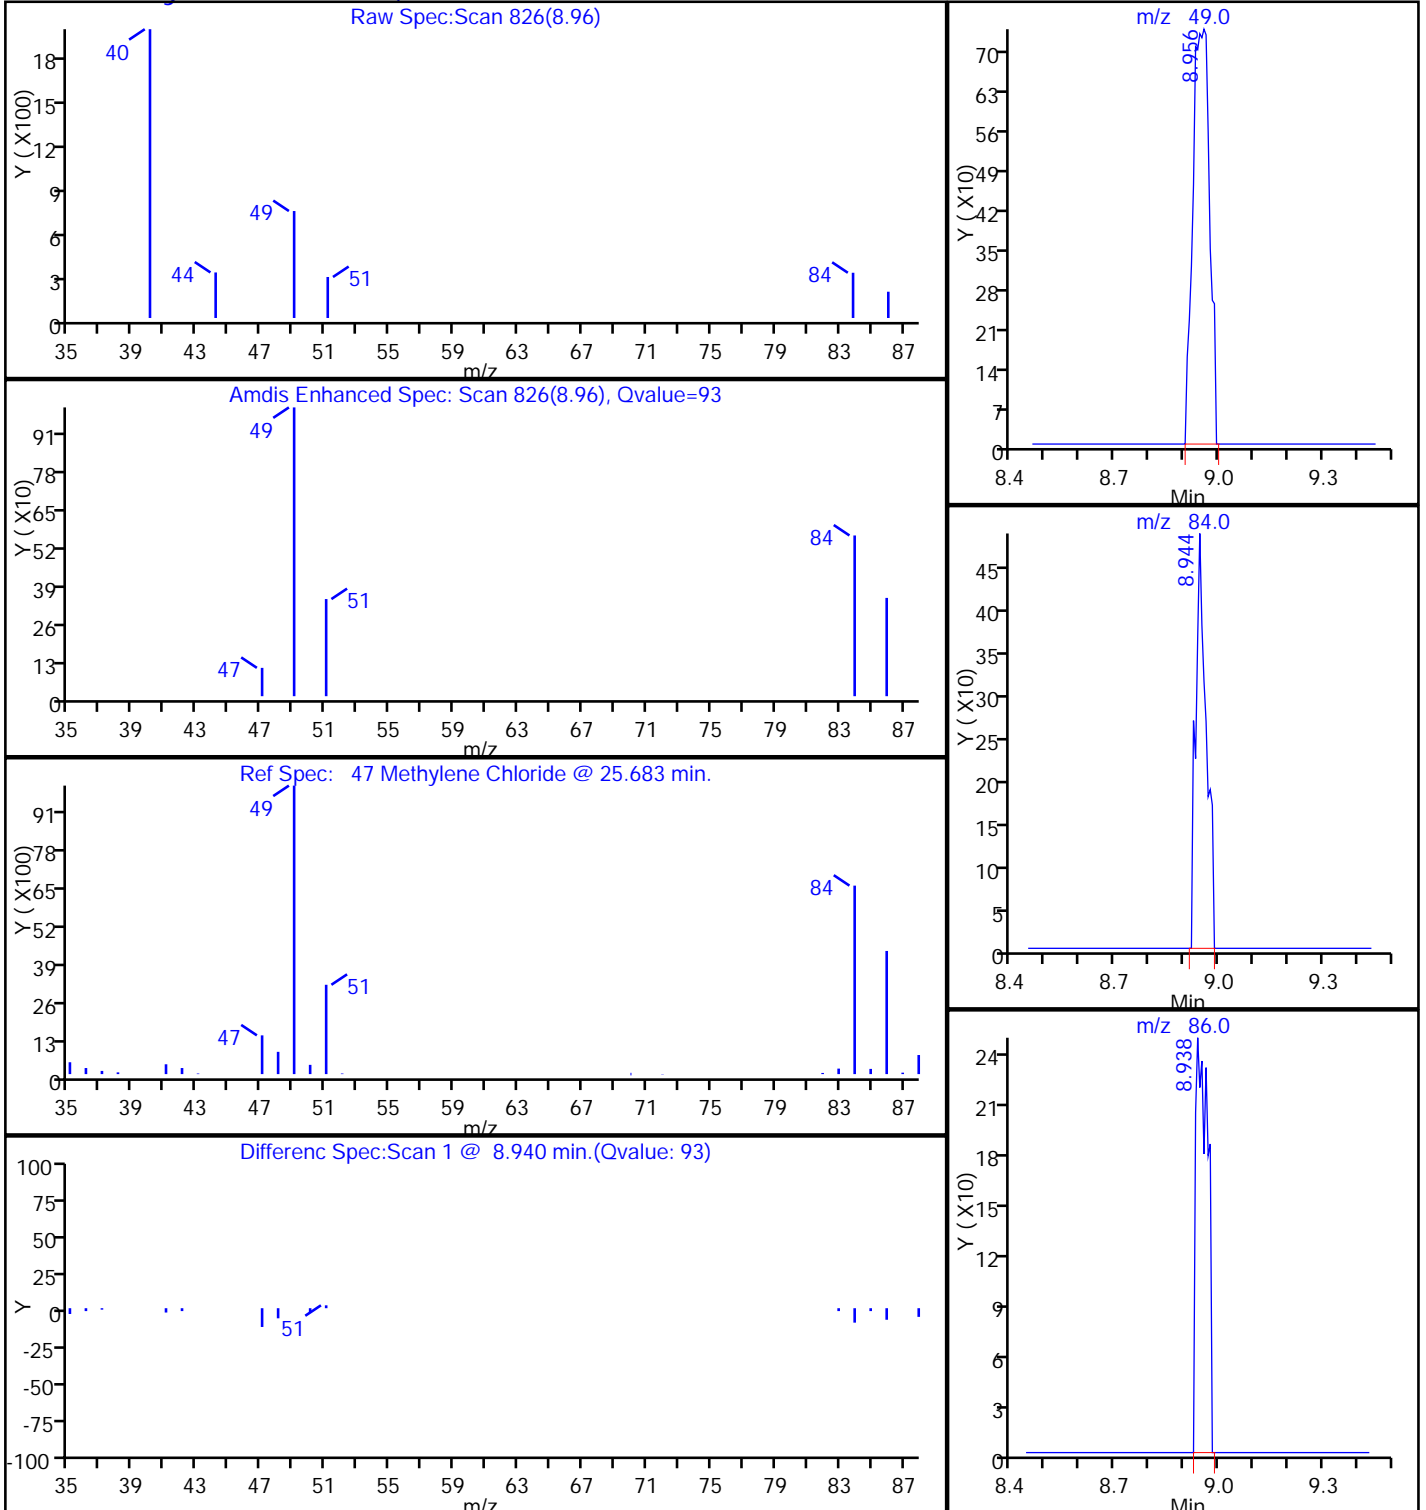 Raw Spec:Scan 826(8.96)
Y ( X100)
18
15
12
9
6
3
0
40
44
49
51
84
35 39 43 47 51 55 59 63 67 71 75 79 83 87
m/z
Amdis Enhanced Spec: Scan 826(8.96), Qvalue=93
Y ( X10)
91
78
65
52
39
26
13
0
47
49
51
84
35 39 43 47 51 55 59 63 67 71 75 79 83 87
m/z
Ref Spec: 47 Methylene Chloride @ 25.683 min.
Y ( X100)
91
78
65
52
39
26
13
0
47
49
51
84
35 39 43 47 51 55 59 63 67 71 75 79 83 87
m/z
Differenc Spec:Scan 1 @ 8.940 min.(Qvalue: 93)
Y
100
75
50
25
0
-25
-50
-75
-100
51
35 39 43 47 51 55 59 63 67 71 75 79 83 87
m/z
m/z 49.0
8.956
Y ( X10)
70
63
56
49
42
35
28
21
14
7
0
8.4 8.7 9.0 9.3
Min
m/z 84.0
8.944
Y ( X10)
45
40
35
30
25
20
15
10
5
0
8.4 8.7 9.0 9.3
Min
m/z 86.0
8.938
Y ( X10)
24
21
18
15
12
9
6
3
0
8.4 8.7 9.0 9.3
Min